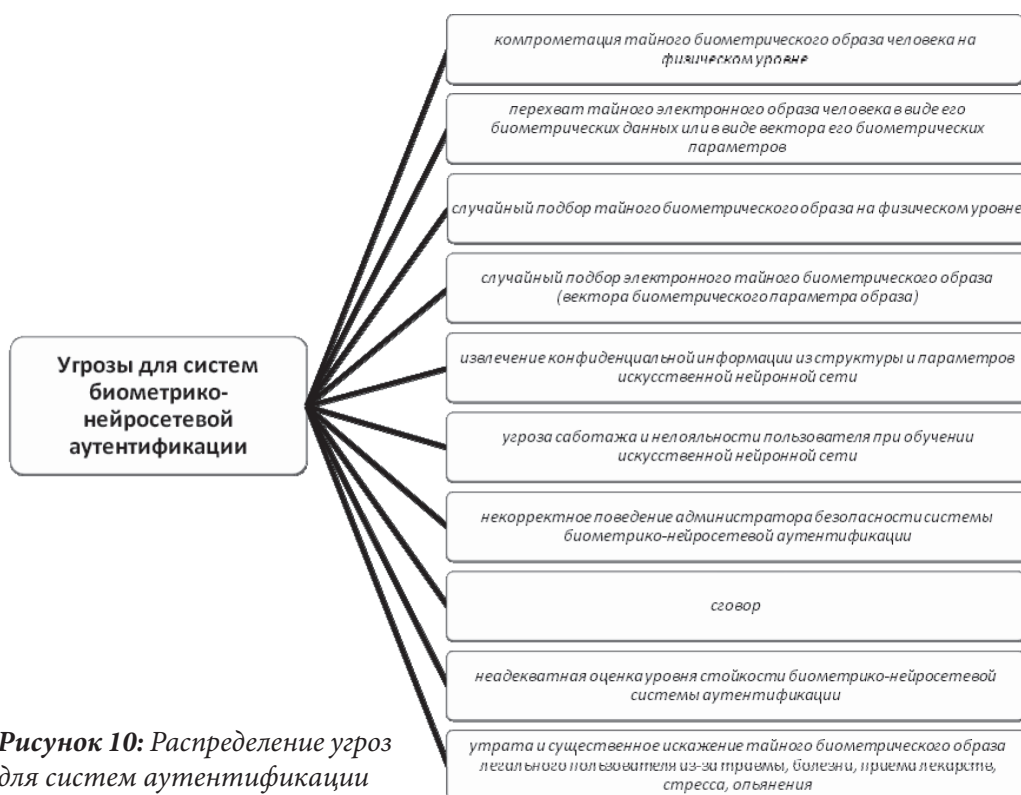 компрометация тайного биометрического образа человека на
физическом уровне
перехват тайного электронного образа человека в виде его
биометрических данных или в виде вектора его биометрических
параметров
случайный подбор тайного биометрического образа на физическом уровне
случайный подбор электронного тайного биометрического образа
(вектора биометрического параметра образа)
извлечение конфиденциальной информации из структуры и параметров
искусственной нейронной сети
угроза саботажа и нелояльности пользователя при обучении
искусственной нейронной сети
некорректное поведение администратора безопасности системы
биометрико-нейросетевой аутентификации
сговор
неадекватная оценка уровня стойкости биометрико-нейросетевой
системы аутентификации
утрата и существенное искажение тайного биометрического образа
легального пользователя из-за травмы, болезни, приема лекарств,
стресса, опьянения
Угрозы для систем
биометрико-
нейросетевой
аутентификации
Рисунок 10: Распределение угроз
для систем аутентификации